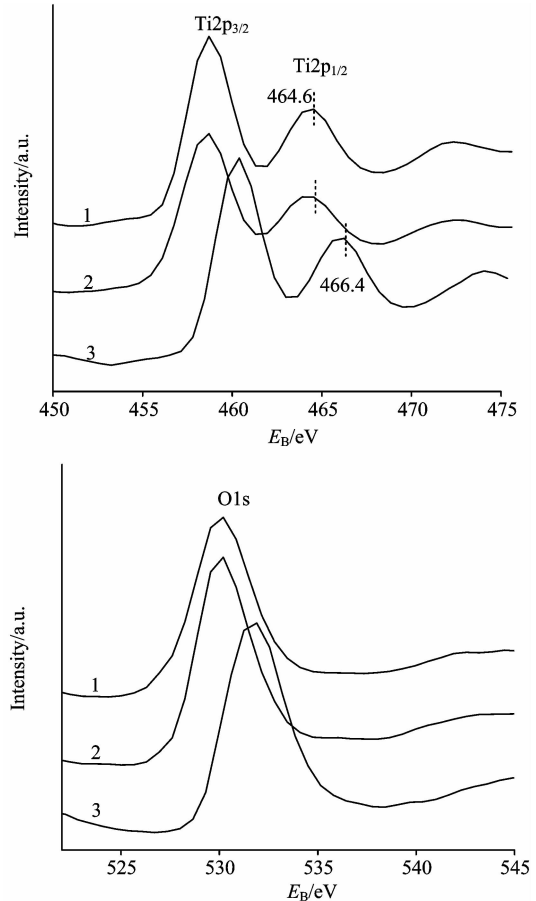 Ti2p3/2
Ti2p1/2
464.6
Intensity/a.u.
1
2
466.4
3
450 455 460 465 470 475
EB/eV
O1s
Intensity/a.u.
1
2
3
525 530 535 540 545
EB/eV